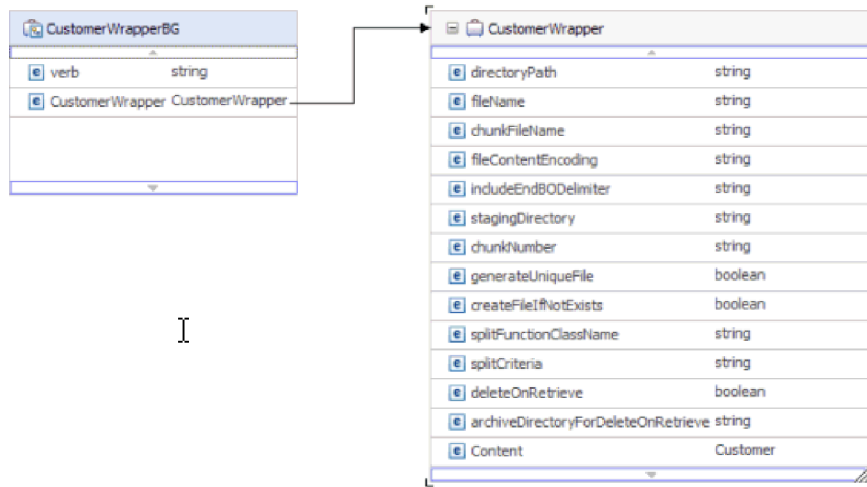 CustomerWrapperBG
verb string
CustomerWrapper CustomerWrapper
CustomerWrapper
directoryPath string
fileName string
chunkFileName string
fileContentEncoding string
includeEndBODelimiter string
stagingDirectory string
chunkNumber string
generateUniqueFile boolean
createFileIfNotExists boolean
splitFunctionClassName string
splitCriteria string
deleteOnRetrieve boolean
archiveDirectoryForDeleteOnRetrieve string
Content Customer